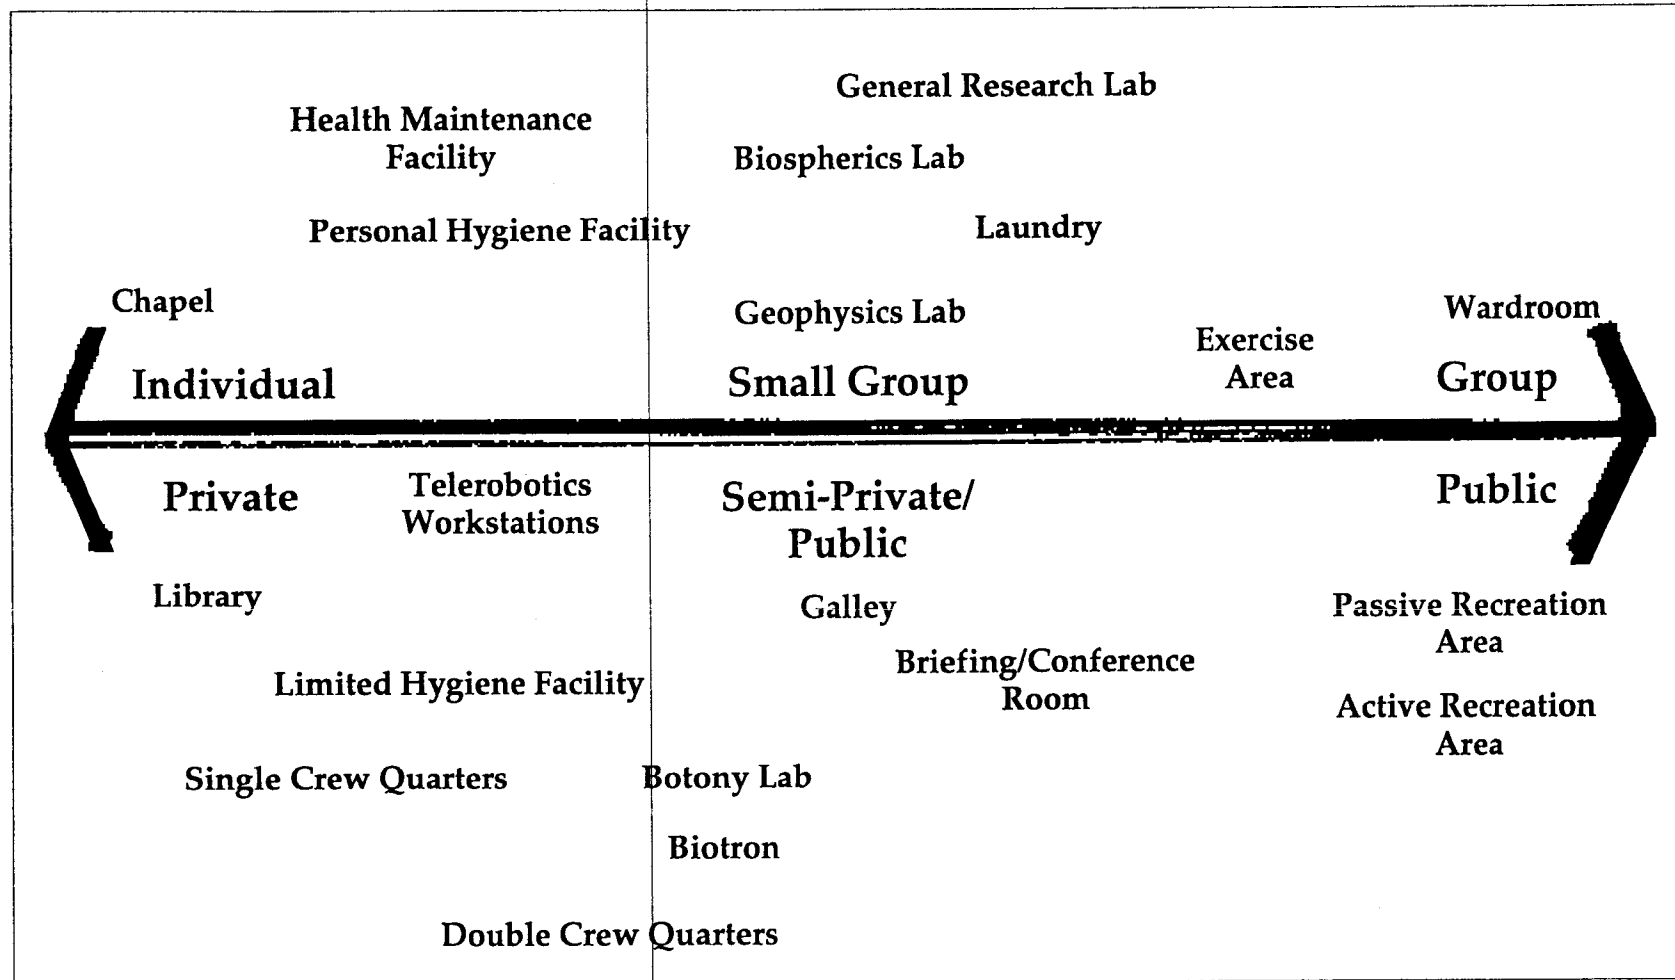 General Research Lab
Health Maintenance
Facility
Biospherics Lab
Personal Hygiene Facility
Laundry
Chapel
Geophysics Lab
Wardroom
Exercise
Area
Individual
Small Group
Group
Private
Telerobotics
Workstations
Semi-Private/
Public
Public
Library
Galley
Passive Recreation
Area
Briefing/Conference
Room
Limited Hygiene Facility
Active Recreation
Area
Single Crew Quarters
Botony Lab
Biotron
Double Crew Quarters